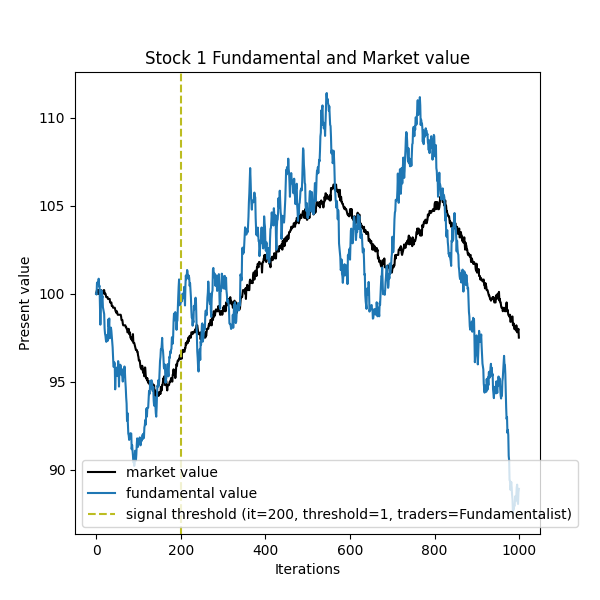 Stock 1 Fundamental and Market value
Present value
110
105
100
95
90
market value
fundamental value
signal threshold (it=200, threshold=1, traders=Fundamentalist)
0 200 400 600 800 1000
Iterations